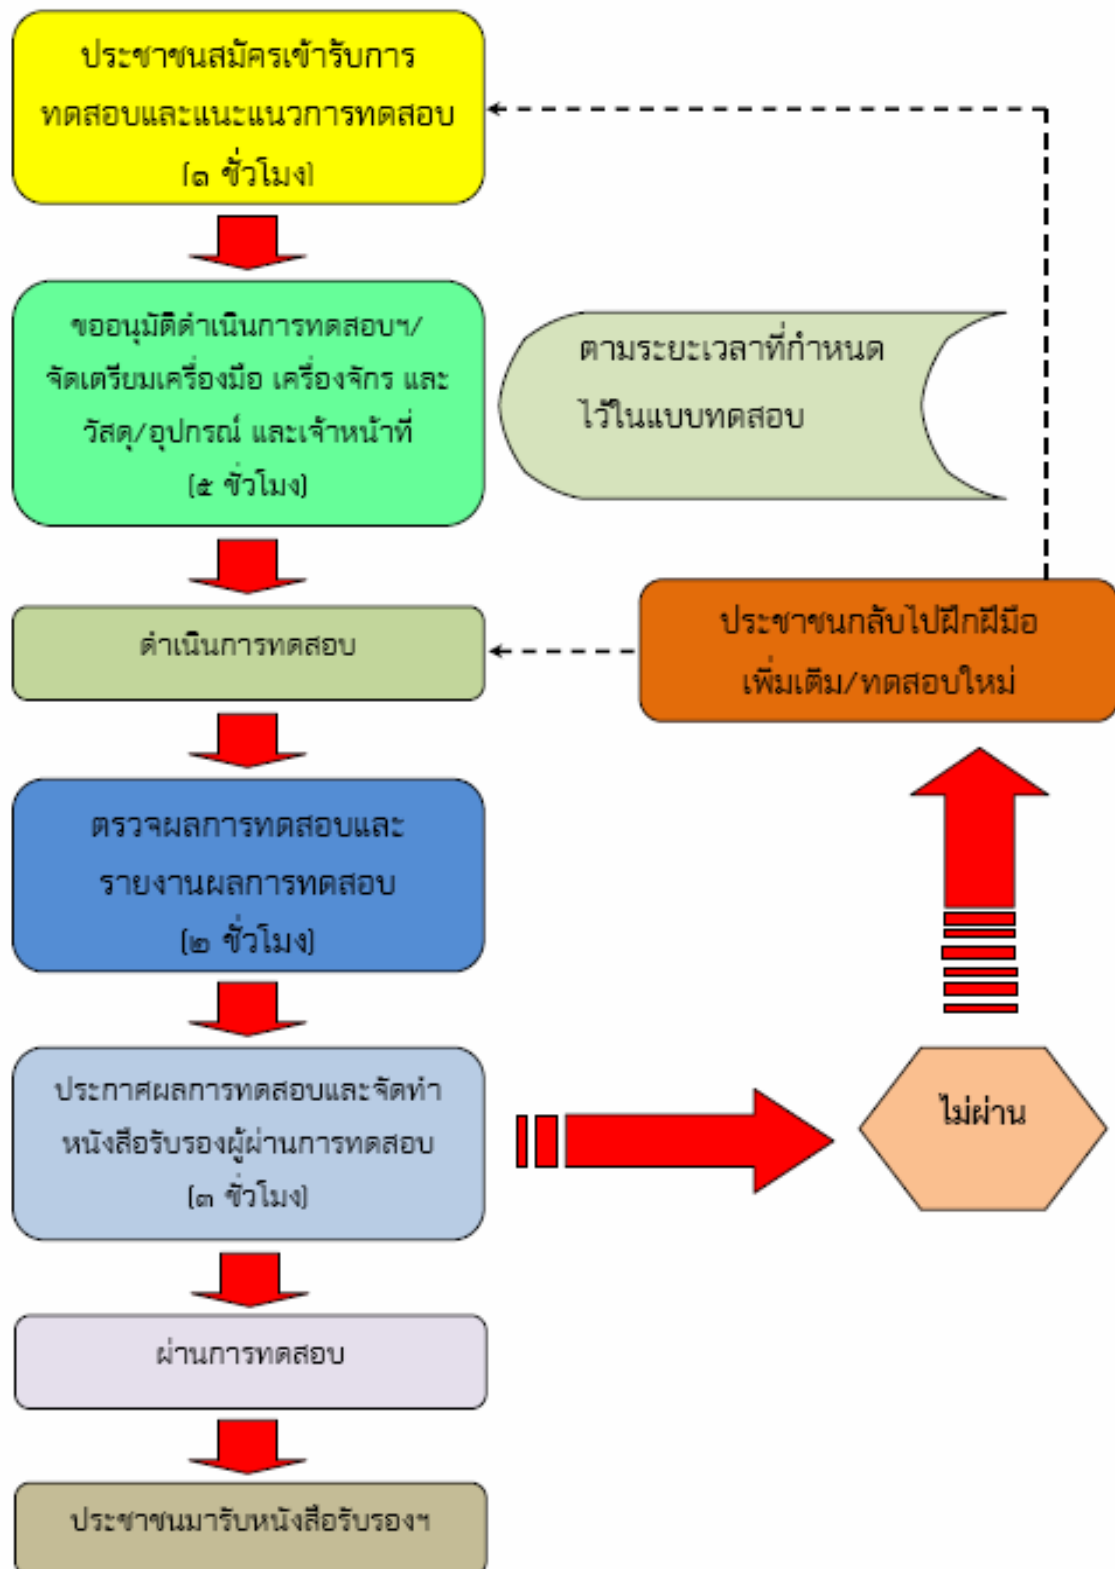 ประชาชนสมัครเข้ารับการ
ทดสอบและแนะแนวการทดสอบ
(๑ ชั่วโมง)
ขออนุมัติดำเนินการทดสอบฯ/
จัดเตรียมเครื่องมือ เครื่องจักร และ
วัสดุ/อุปกรณ์ และเจ้าหน้าที่
(๕ ชั่วโมง)
ตามระยะเวลาที่กำหนด
ไว้ในแบบทดสอบ
ดำเนินการทดสอบ
ประชาชนกลับไปฝึกฝีมือ
เพิ่มเติม/ทดสอบใหม่
ตรวจผลการทดสอบและ
รายงานผลการทดสอบ
(๒ ชั่วโมง)
ประกาศผลการทดสอบและจัดทำ
หนังสือรับรองผู้ผ่านการทดสอบ
(๓ ชั่วโมง)
ไม่ผ่าน
ผ่านการทดสอบ
ประชาชนมารับหนังสือรับรองฯ